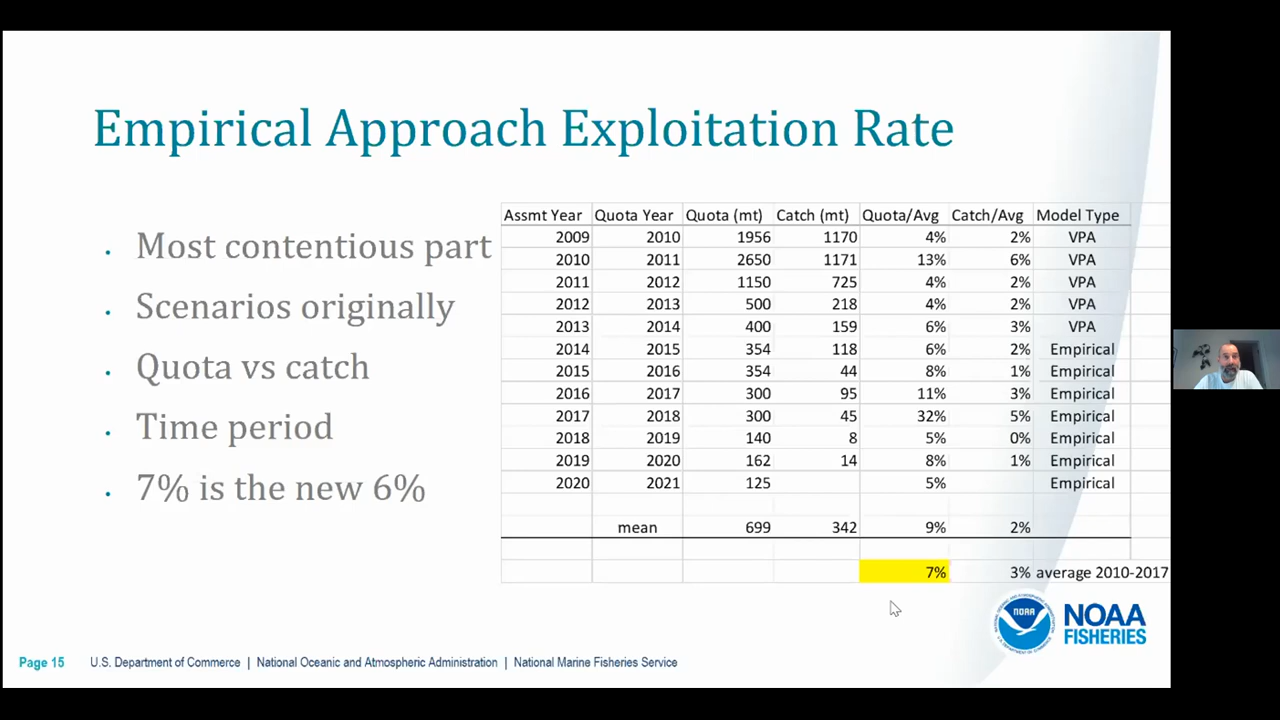 Empirical Approach Exploitation Rate
• Most contentious part
• Scenarios originally
• Quota vs catch
• Time period
• 7% is the new 6%
Assmt Year Quota Year Quota (mt) Catch (mt) Quota/Avg Catch/Avg Model Type
2009 2010 1956 1170 4% 2% VPA
2010 2011 2650 1171 13% 6% VPA
2011 2012 1150 725 4% 2% VPA
2012 2013 500 218 4% 2% VPA
2013 2014 400 159 6% 3% VPA
2014 2015 354 118 6% 2% Empirical
2015 2016 354 44 8% 1% Empirical
2016 2017 300 95 11% 3% Empirical
2017 2018 300 45 32% 5% Empirical
2018 2019 140 8 5% 0% Empirical
2019 2020 162 14 8% 1% Empirical
2020 2021 125 5% Empirical
mean 699 342 9% 2%
7% 3% average 2010-2017
NOAA
NOAA
FISHERIES
Page 15 U.S. Department of Commerce | National Oceanic and Atmospheric Administration | National Marine Fisheries Service